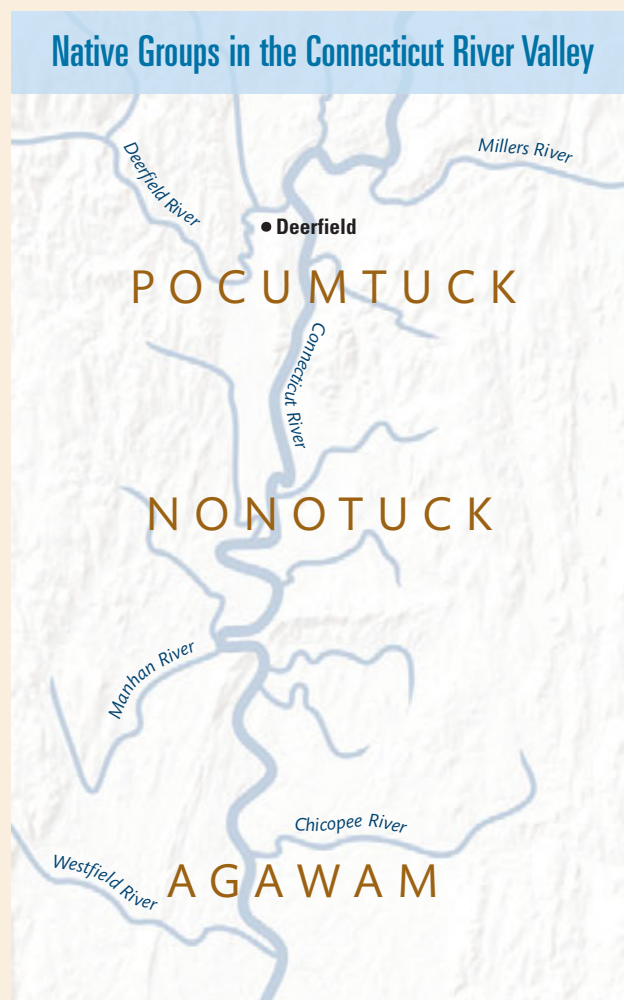 Native Groups in the Connecticut River Valley
Millers River
Deerfield River
Deerfield
POCUMTUCK
Connecticut River
NONOTUCK
Manhan River
Chicopee River
Westfield River
AGAWAM